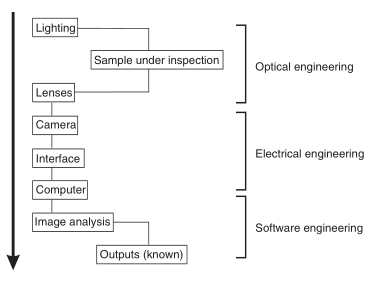 Lighting
Sample under inspection
Optical engineering
Lenses
Camera
Electrical engineering
Interface
Computer
Image analysis
Software engineering
Outputs (known)